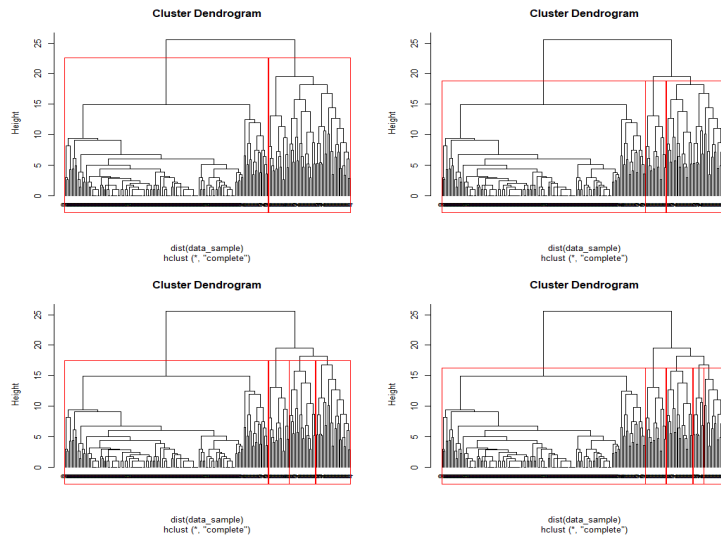 Cluster Dendrogram
Cluster Dendrogram
Height
25
20
15
10
5
0
Height
25
20
15
10
5
0
dist(data_sample)
hclust (*, "complete")
dist(data_sample)
hclust (*, "complete")
Cluster Dendrogram
Cluster Dendrogram
Height
25
20
15
10
5
0
Height
25
20
15
10
5
0
dist(data_sample)
hclust (*, "complete")
dist(data_sample)
hclust (*, "complete")